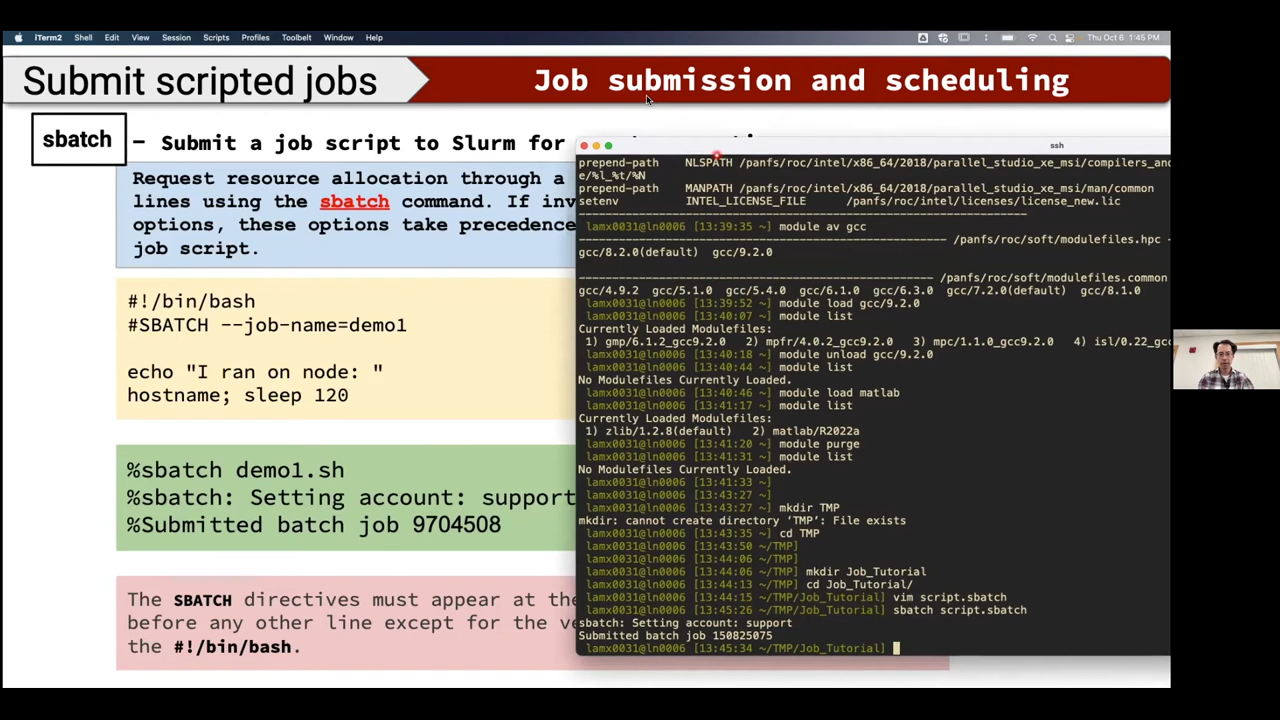 iTerm2 Shell Edit View Session Scripts Profiles Toolbelt Window Help Thu Oct 6 1:45 PM
Submit scripted jobs
Job submission and scheduling
sbatch
– Submit a job script to Slurm for
Request resource allocation through a
lines using the sbatch command. If inv
options, these options take precedence
job script.
#!/bin/bash
#SBATCH --job-name=demo1
echo "I ran on node: "
hostname; sleep 120
%sbatch demo1.sh
%sbatch: Setting account: support
%Submitted batch job 9704508
The SBATCH directives must appear at the
before any other line except for the ve
the #!/bin/bash.
ssh
prepend-path NLSPATH /panfs/roc/intel/x86_64/2018/parallel_studio_xe_msi/compilers_and
e/%l_%t/%N
prepend-path MANPATH /panfs/roc/intel/x86_64/2018/parallel_studio_xe_msi/man/common
setenv INTEL_LICENSE_FILE /panfs/roc/intel/licenses/license_new.lic
lamx0031@ln0006 [13:39:35 ~] module av gcc
/panfs/roc/soft/modulefiles.hpc -
gcc/8.2.0(default) gcc/9.2.0
/panfs/roc/soft/modulefiles.common
gcc/4.9.2 gcc/5.1.0 gcc/5.4.0 gcc/6.1.0 gcc/6.3.0 gcc/7.2.0(default) gcc/8.1.0
lamx0031@ln0006 [13:39:52 ~] module load gcc/9.2.0
lamx0031@ln0006 [13:40:07 ~] module list
Currently Loaded Modulefiles:
1) gmp/6.1.2_gcc9.2.0 2) mpfr/4.0.2_gcc9.2.0 3) mpc/1.1.0_gcc9.2.0 4) isl/0.22_gcc
lamx0031@ln0006 [13:40:18 ~] module unload gcc/9.2.0
lamx0031@ln0006 [13:40:44 ~] module list
No Modulefiles Currently Loaded.
lamx0031@ln0006 [13:40:46 ~] module load matlab
lamx0031@ln0006 [13:41:17 ~] module list
Currently Loaded Modulefiles:
1) zlib/1.2.8(default) 2) matlab/R2022a
lamx0031@ln0006 [13:41:20 ~] module purge
lamx0031@ln0006 [13:41:31 ~] module list
No Modulefiles Currently Loaded.
lamx0031@ln0006 [13:41:33 ~]
lamx0031@ln0006 [13:43:27 ~]
lamx0031@ln0006 [13:43:27 ~] mkdir TMP
mkdir: cannot create directory ‘TMP’: File exists
lamx0031@ln0006 [13:43:35 ~] cd TMP
lamx0031@ln0006 [13:43:50 ~/TMP]
lamx0031@ln0006 [13:44:06 ~/TMP]
lamx0031@ln0006 [13:44:06 ~/TMP] mkdir Job_Tutorial
lamx0031@ln0006 [13:44:13 ~/TMP] cd Job_Tutorial/
lamx0031@ln0006 [13:44:15 ~/TMP/Job_Tutorial] vim script.sbatch
lamx0031@ln0006 [13:45:26 ~/TMP/Job_Tutorial] sbatch script.sbatch
sbatch: Setting account: support
Submitted batch job 150825075
lamx0031@ln0006 [13:45:34 ~/TMP/Job_Tutorial]